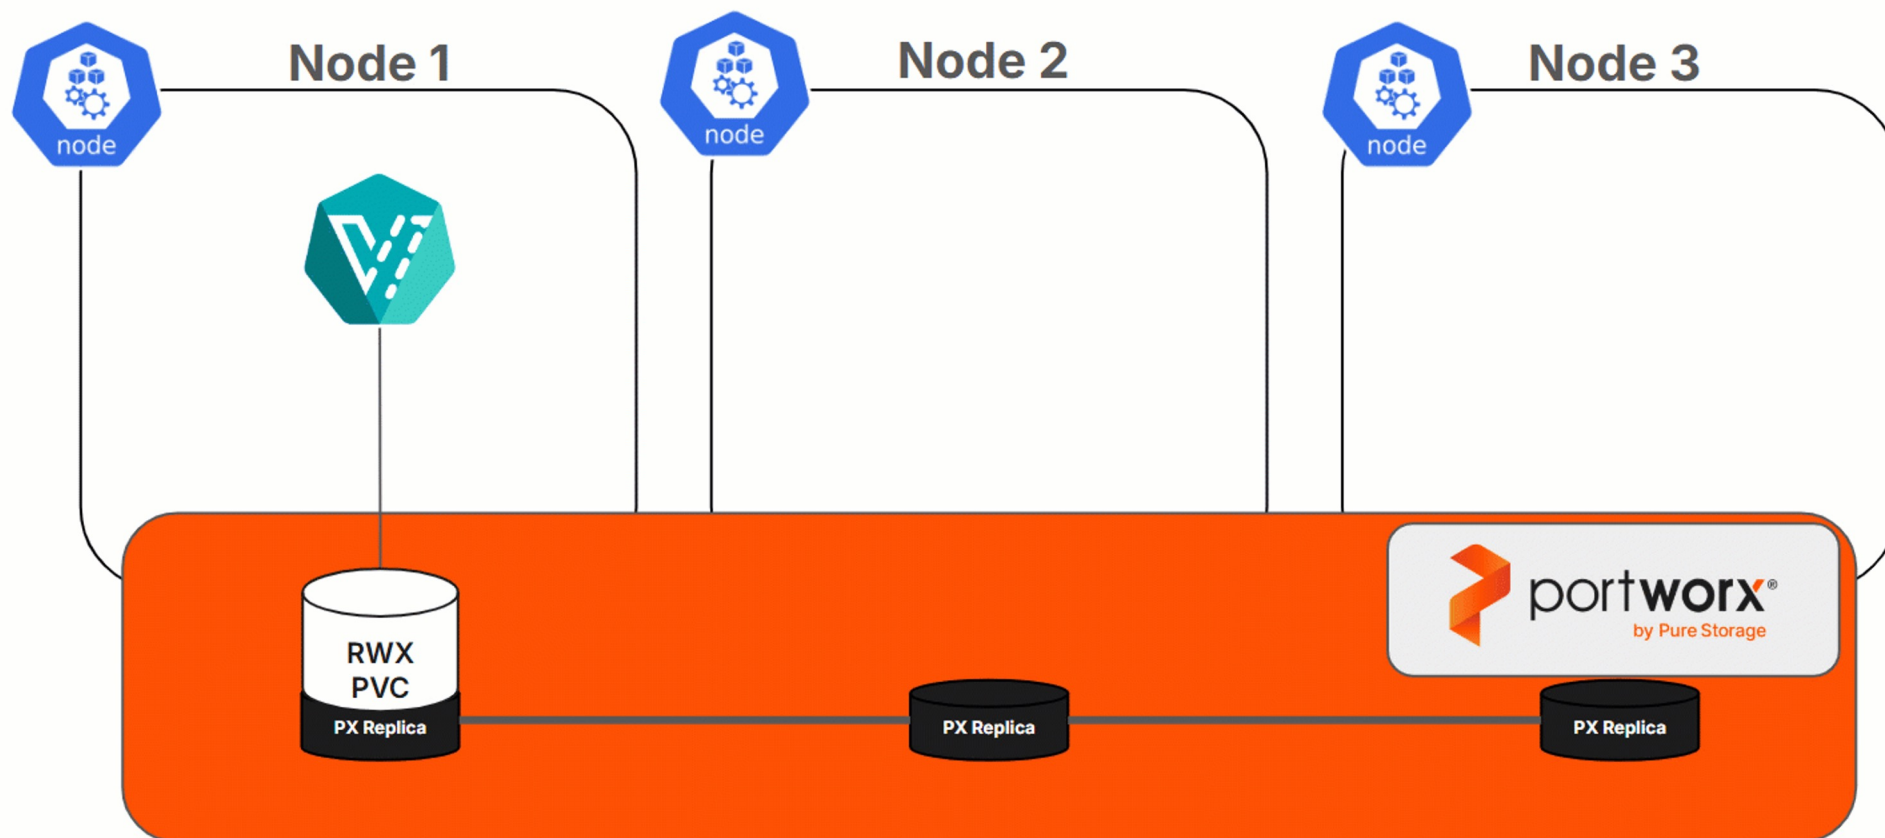 Node 1
Node 2
Node 3
node
node
node
portworx®
by Pure Storage
RWX
PVC
PX Replica
PX Replica
PX Replica